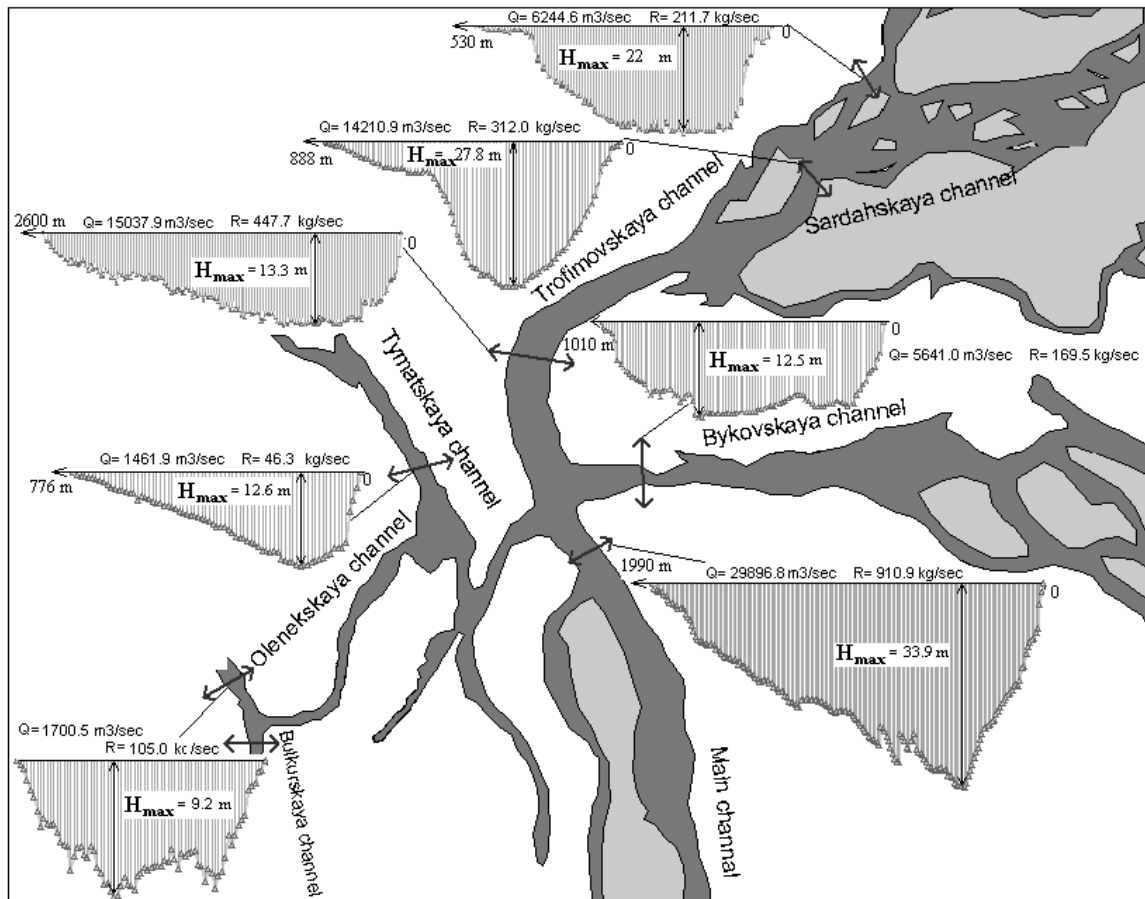 Q= 6244.6 m3/sec R= 211.7 kg/sec
530 m
0
Hmax = 22 m
Q= 14210.9 m3/sec R= 312.0 kg/sec
888 m
0
Hmax = 27.8 m
2600 m
Q= 15037.9 m3/sec R= 447.7 kg/sec
0
Hmax = 13.3 m
Trofimovskaya channel
Sardahskaya channel
1010 m
0
Hmax = 12.5 m
Q= 5641.0 m3/sec R= 169.5 kg/sec
Bykovskaya channel
Tymatskaya channel
Q= 1461.9 m3/sec R= 46.3 kg/sec
776 m
0
Hmax = 12.6 m
Olenekskaya channel
1990 m
Q= 29896.8 m3/sec R= 910.9 kg/sec
0
Hmax = 33.9 m
Q= 1700.5 m3/sec
R= 105.0 kg/sec
Hmax = 9.2 m
Bulkurskaya channel
Main channal